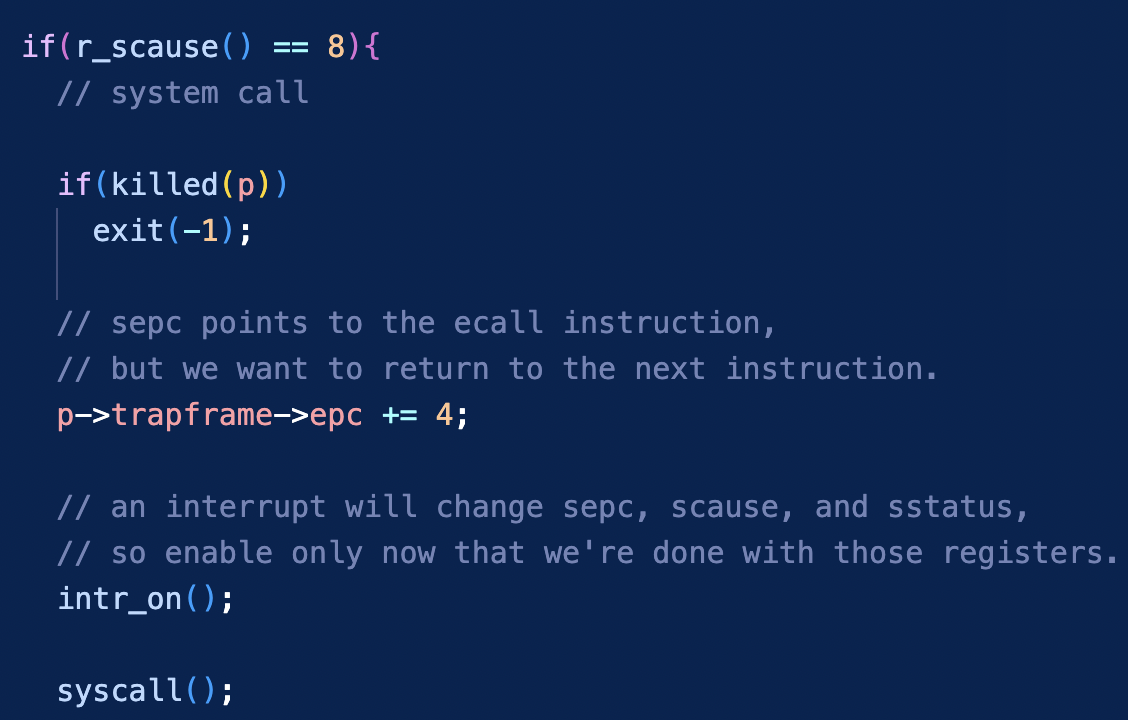 if(r_scause() == 8){
// system call
if(killed(p))
exit(-1);
// sepc points to the ecall instruction,
// but we want to return to the next instruction.
p->trapframe->epc += 4;
// an interrupt will change sepc, scause, and sstatus,
// so enable only now that we're done with those registers.
intr_on();
syscall();